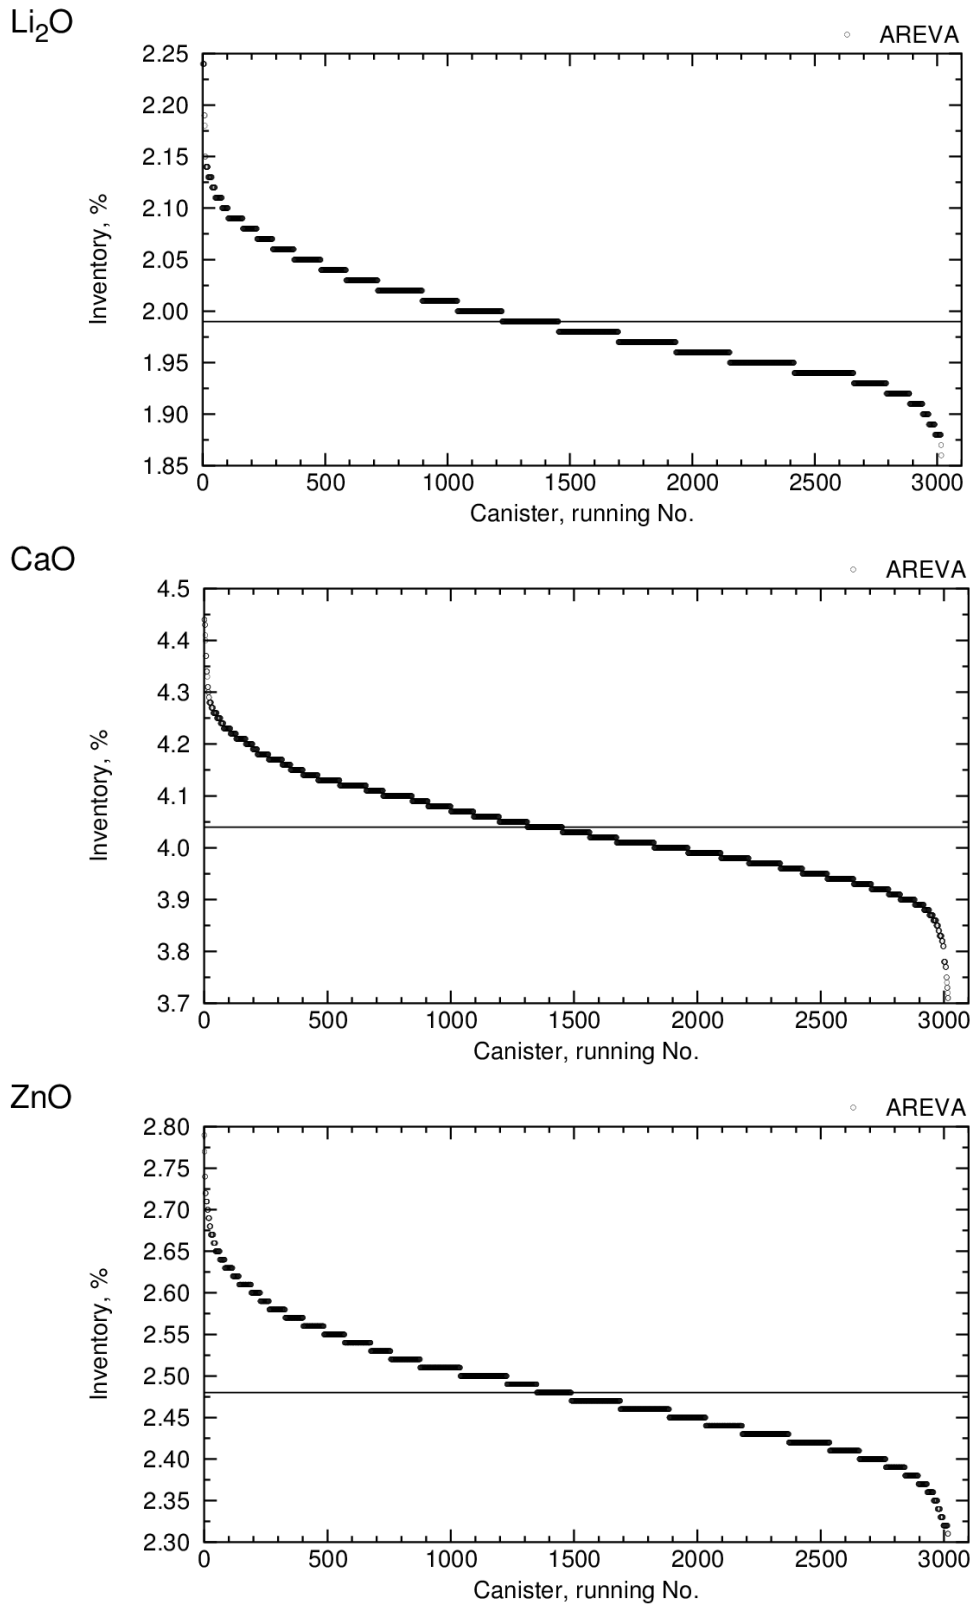 Li2O
AREVA
2.25
2.20
2.15
2.10
2.05
2.00
1.95
1.90
1.85
Inventory, %
0 500 1000 1500 2000 2500 3000
Canister, running No.
CaO
AREVA
4.5
4.4
4.3
4.2
4.1
4.0
3.9
3.8
3.7
Inventory, %
0 500 1000 1500 2000 2500 3000
Canister, running No.
ZnO
AREVA
2.80
2.75
2.70
2.65
2.60
2.55
2.50
2.45
2.40
2.35
2.30
Inventory, %
0 500 1000 1500 2000 2500 3000
Canister, running No.